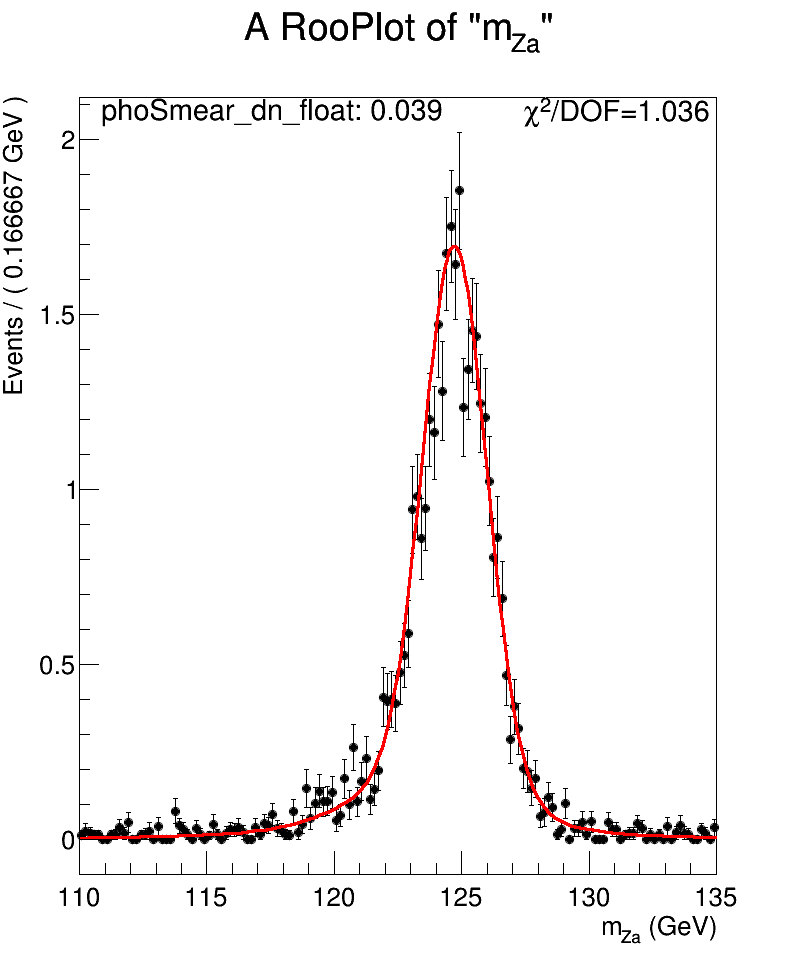 A RooPlot of "m_Za"
phoSmear_dn_float: 0.039
χ²/DOF=1.036
Events / ( 0.166667 GeV )
2
1.5
1
0.5
0
110 115 120 125 130 135
m_Za (GeV)